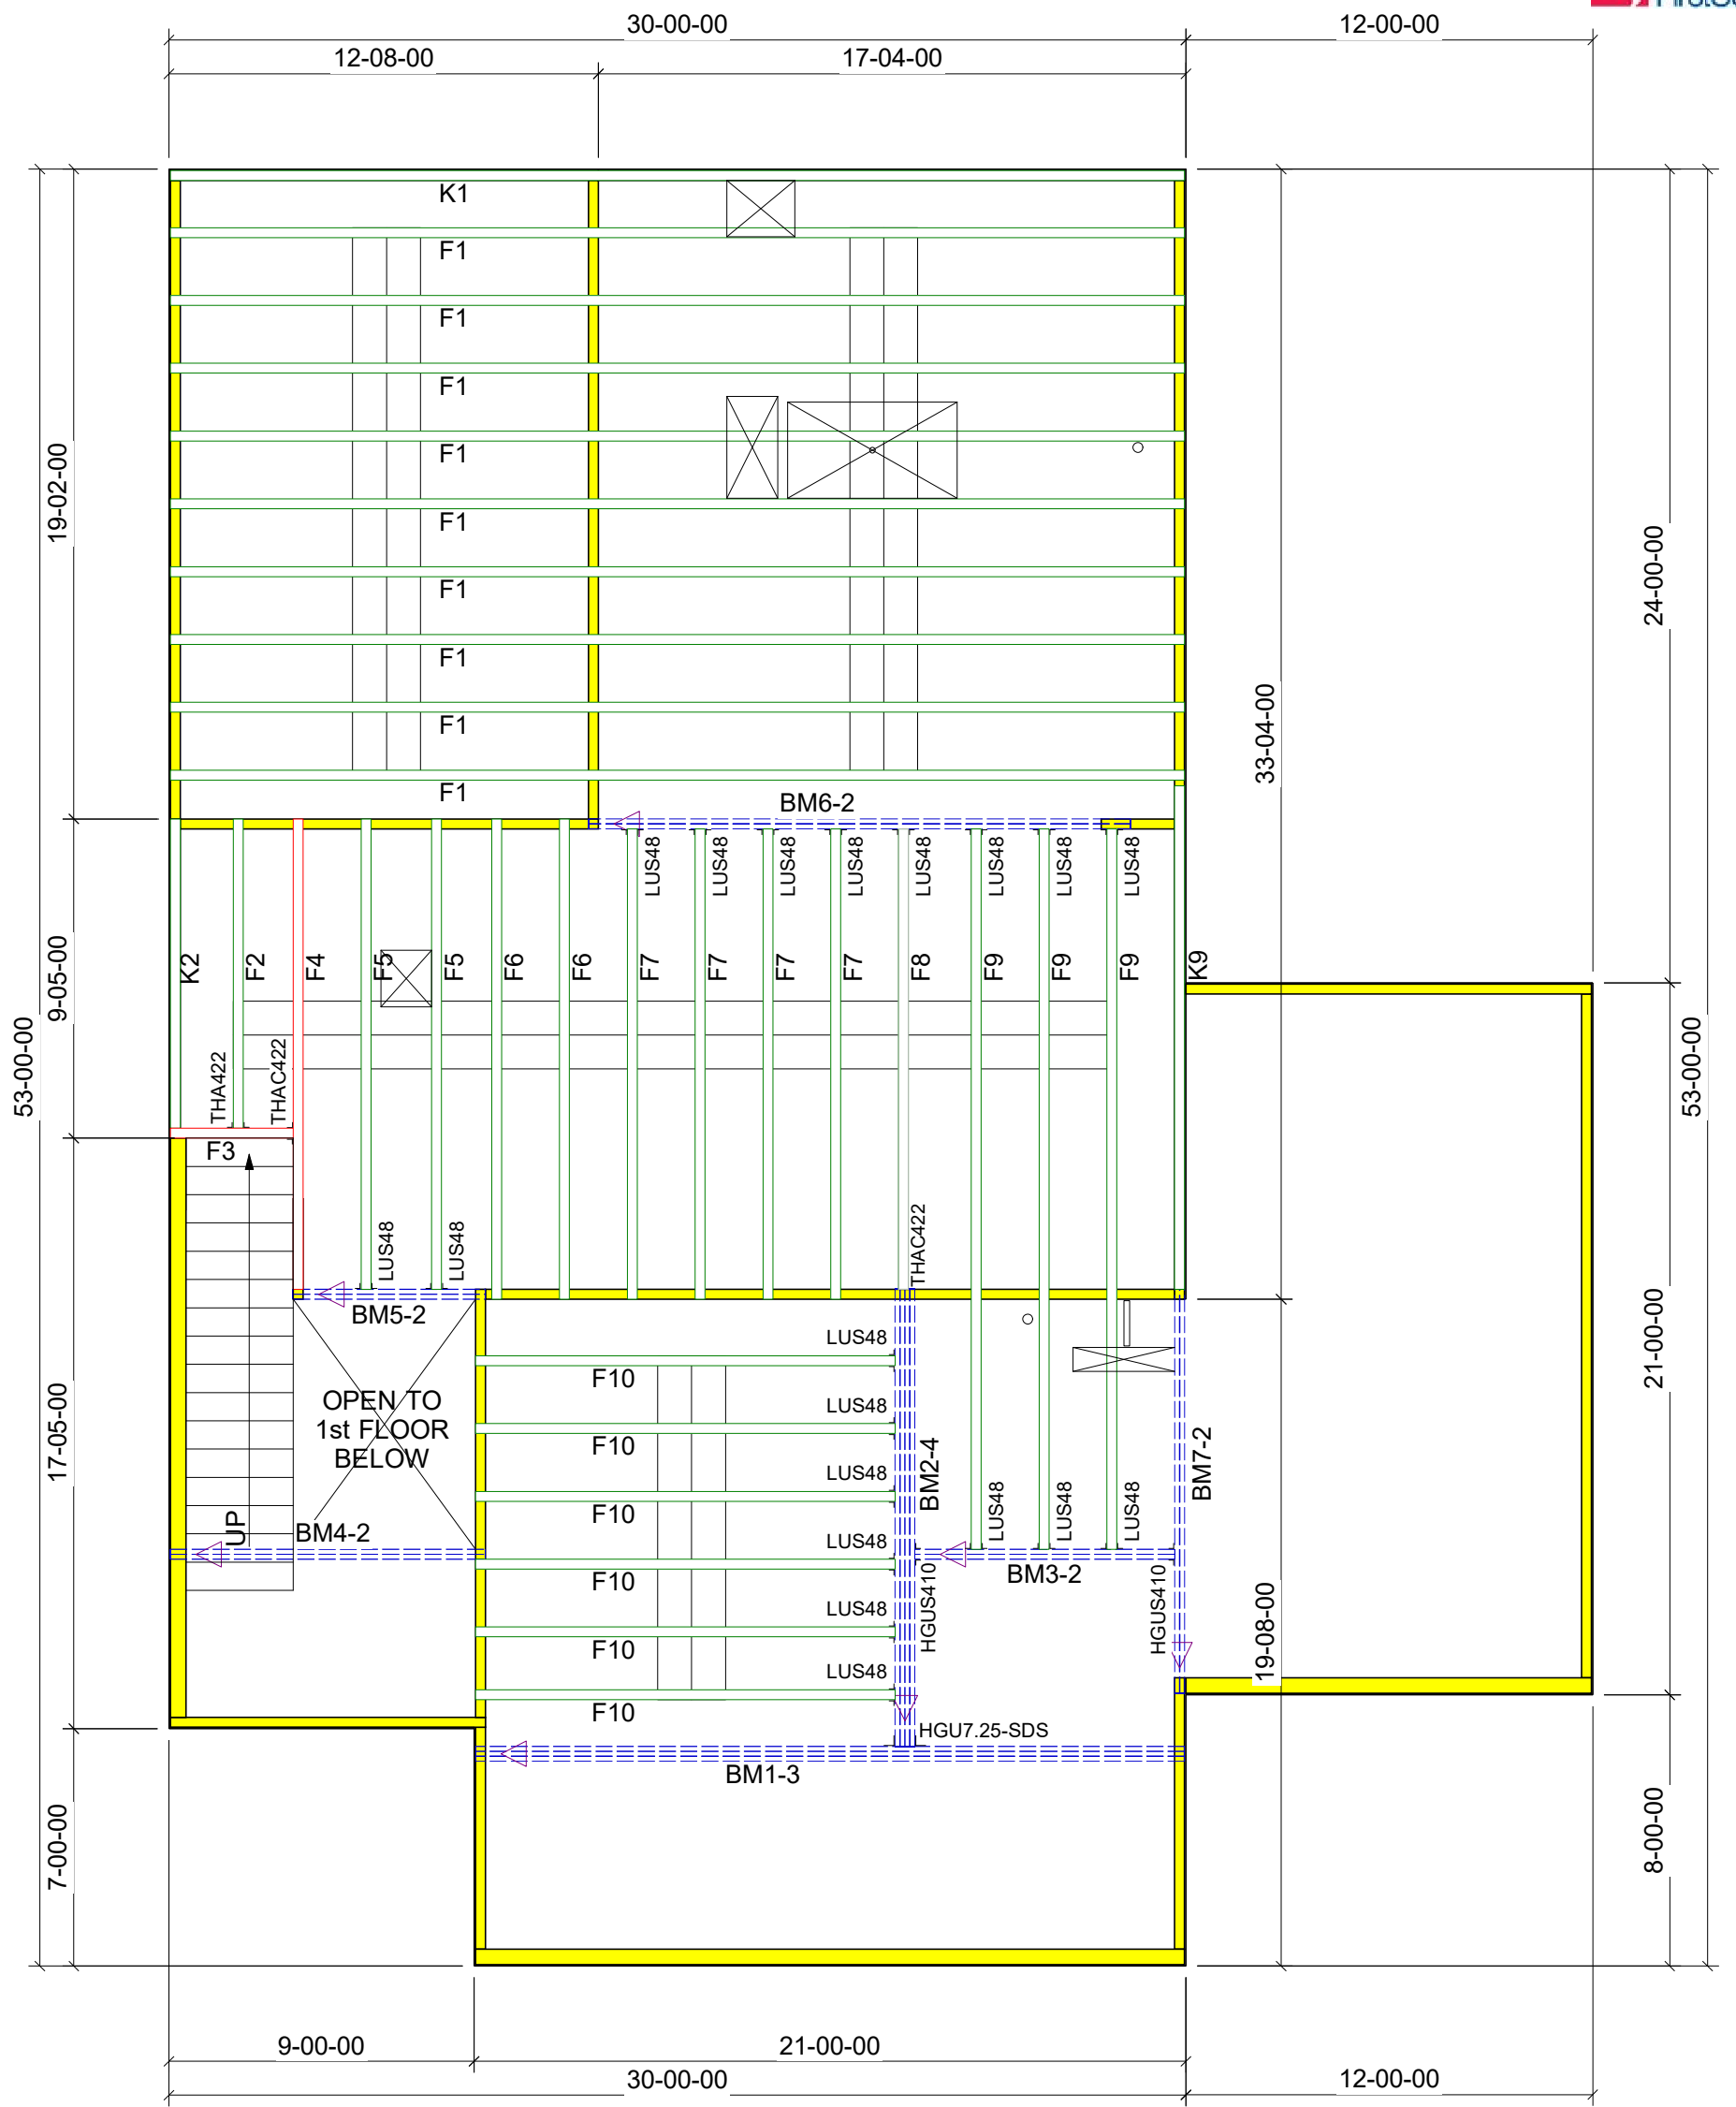 30-00-00
12-00-00
12-08-00
17-04-00
K1
F1
F1
F1
F1
F1
F1
F1
F1
F1
19-02-00
24-00-00
33-04-00
BM6-2
LUS48
LUS48
LUS48
LUS48
LUS48
LUS48
LUS48
K2
F2
F4
F5
F5
F6
F6
F7
F7
F7
F7
F8
F9
F9
F9
K9
9-05-00
53-00-00
53-00-00
THA422
THAC422
F3
LUS48
LUS48
THAC422
BM5-2
LUS48
F10
OPEN TO
1st FLOOR
BELOW
LUS48
F10
LUS48
F10
BM2-4
BM7-2
17-05-00
21-00-00
UP
BM4-2
LUS48
F10
LUS48
LUS48
LUS48
BM3-2
HGUS410
HGUS410
LUS48
F10
LUS48
F10
19-08-00
HGU7.25-SDS
BM1-3
7-00-00
8-00-00
9-00-00
21-00-00
30-00-00
12-00-00